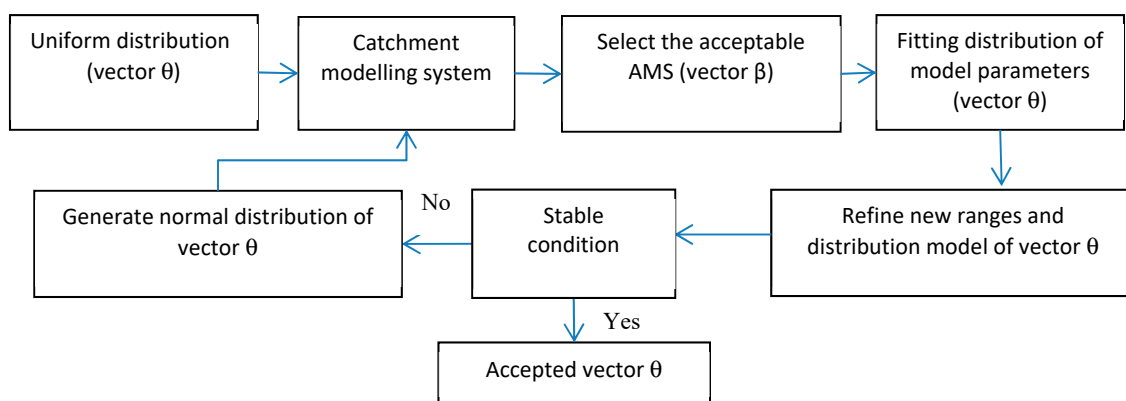 Uniform distribution
(vector θ)
Catchment
modelling system
Select the acceptable
AMS (vector β)
Fitting distribution of
model parameters
(vector θ)
Refine new ranges and
distribution model of vector θ
Stable
condition
No
Generate normal distribution of
vector θ
Yes
Accepted vector θ